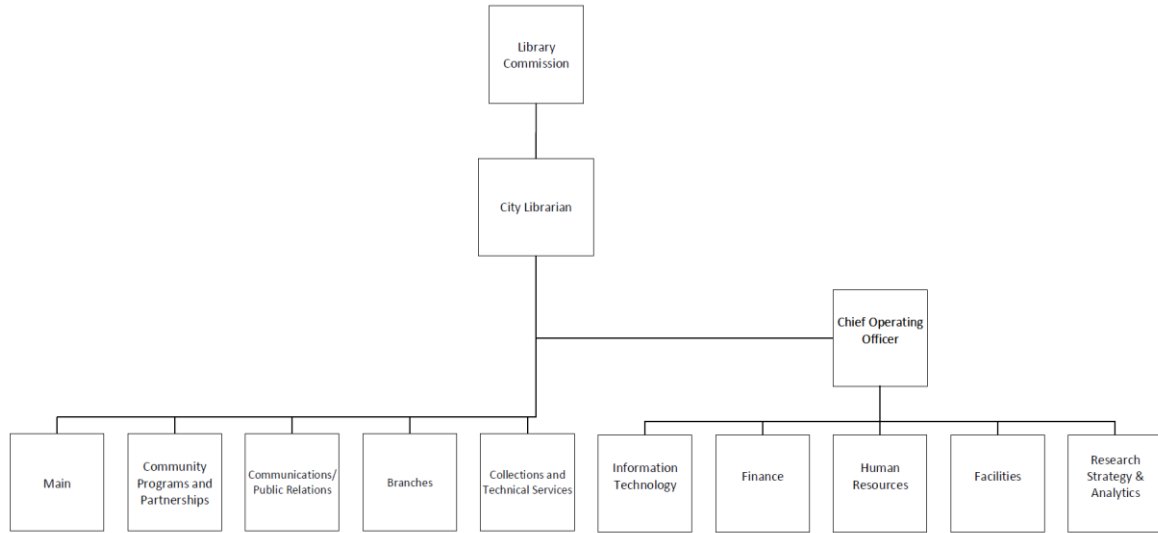 Library
Commission
City Librarian
Chief Operating
Officer
Main
Community
Programs and
Partnerships
Communications/
Public Relations
Branches
Collections and
Technical Services
Information
Technology
Finance
Human
Resources
Facilities
Research
Strategy &
Analytics